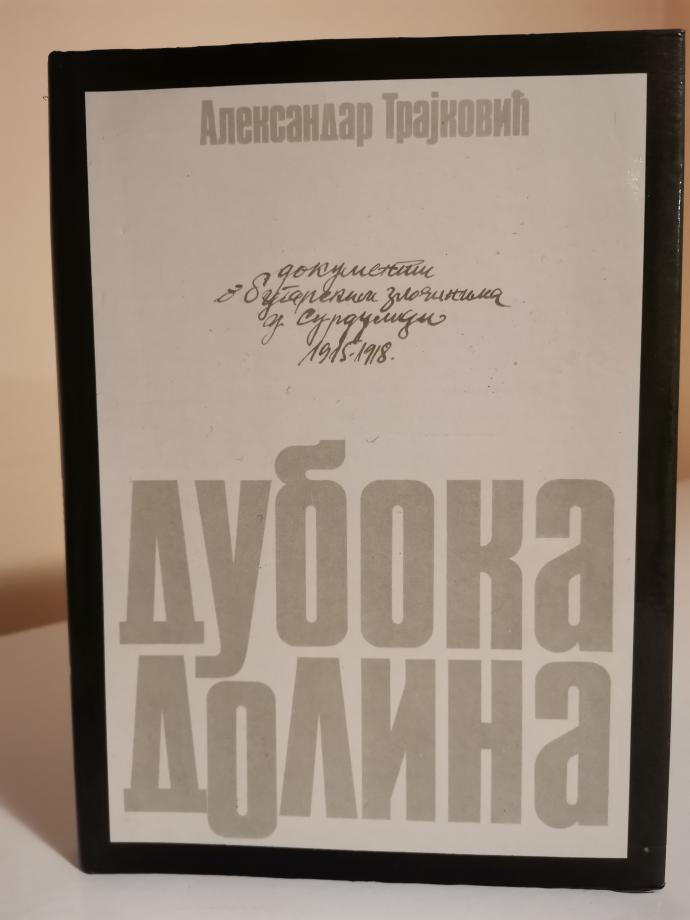 Александар Трајковић
документи
о бугарским злочинима
у Сурдулици
1915-1918.
дубока
долина